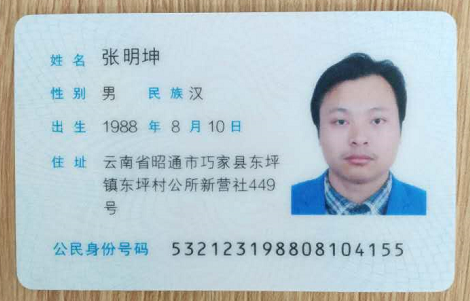 姓名 张明坤
性别 男 民族 汉
出生 1988 年 8 月 10 日
住址 云南省昭通市巧家县东坪
镇东坪村公所新营社449
号
公民身份号码 532123198808104155